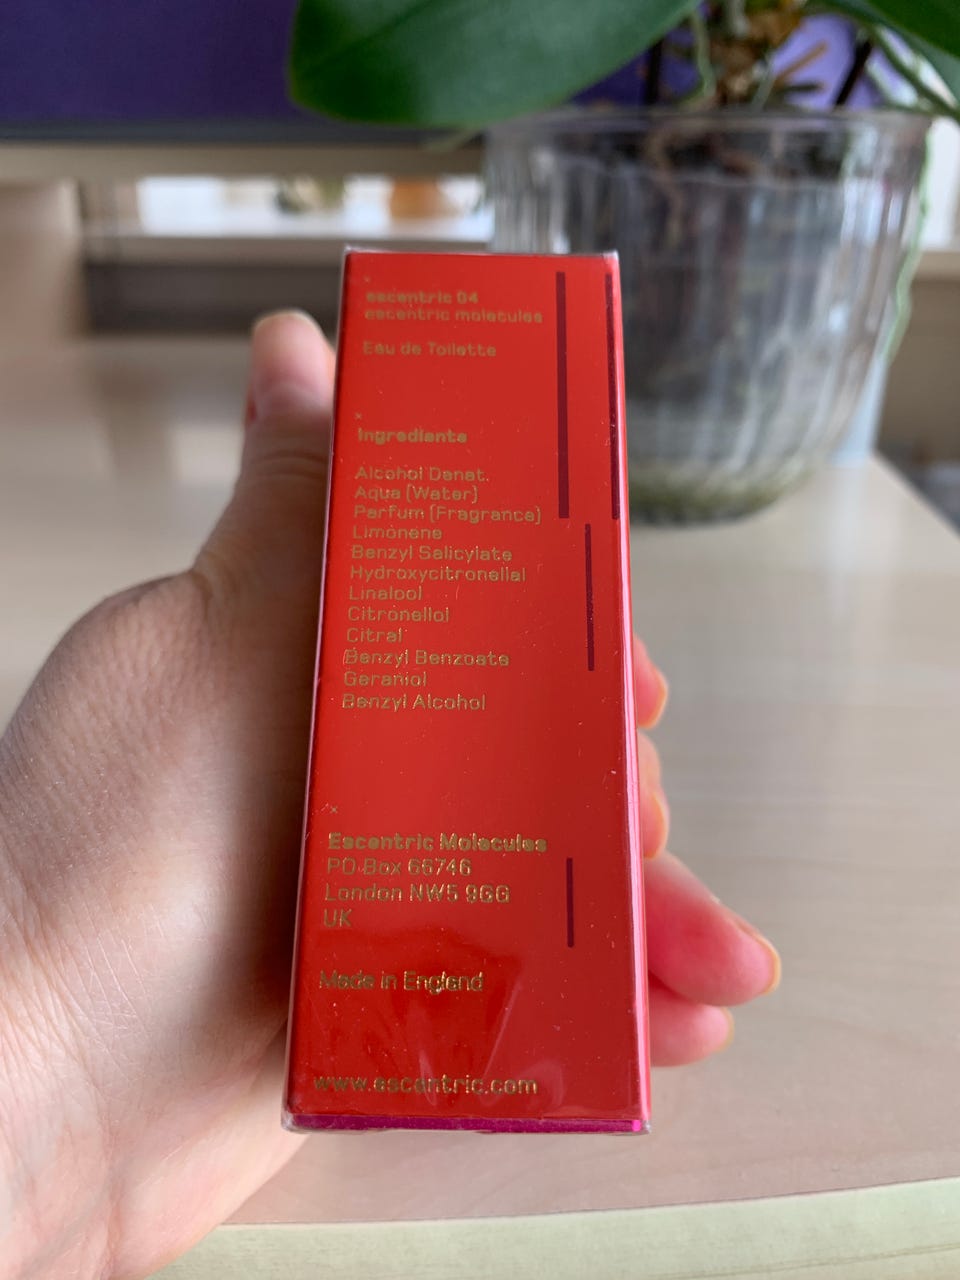 escentric 04
escentric molecules
Eau de Toilette
Ingredients
Alcohol Denat.
Aqua (Water)
Parfum (Fragrance)
Limonene
Benzyl Salicylate
Hydroxycitronellal
Linalool
Citronellol
Citral
Benzyl Benzoate
Geraniol
Benzyl Alcohol
Escentric Molecules
PO Box 66746
London NW5 9GG
UK
Made in England
www.escentric.com